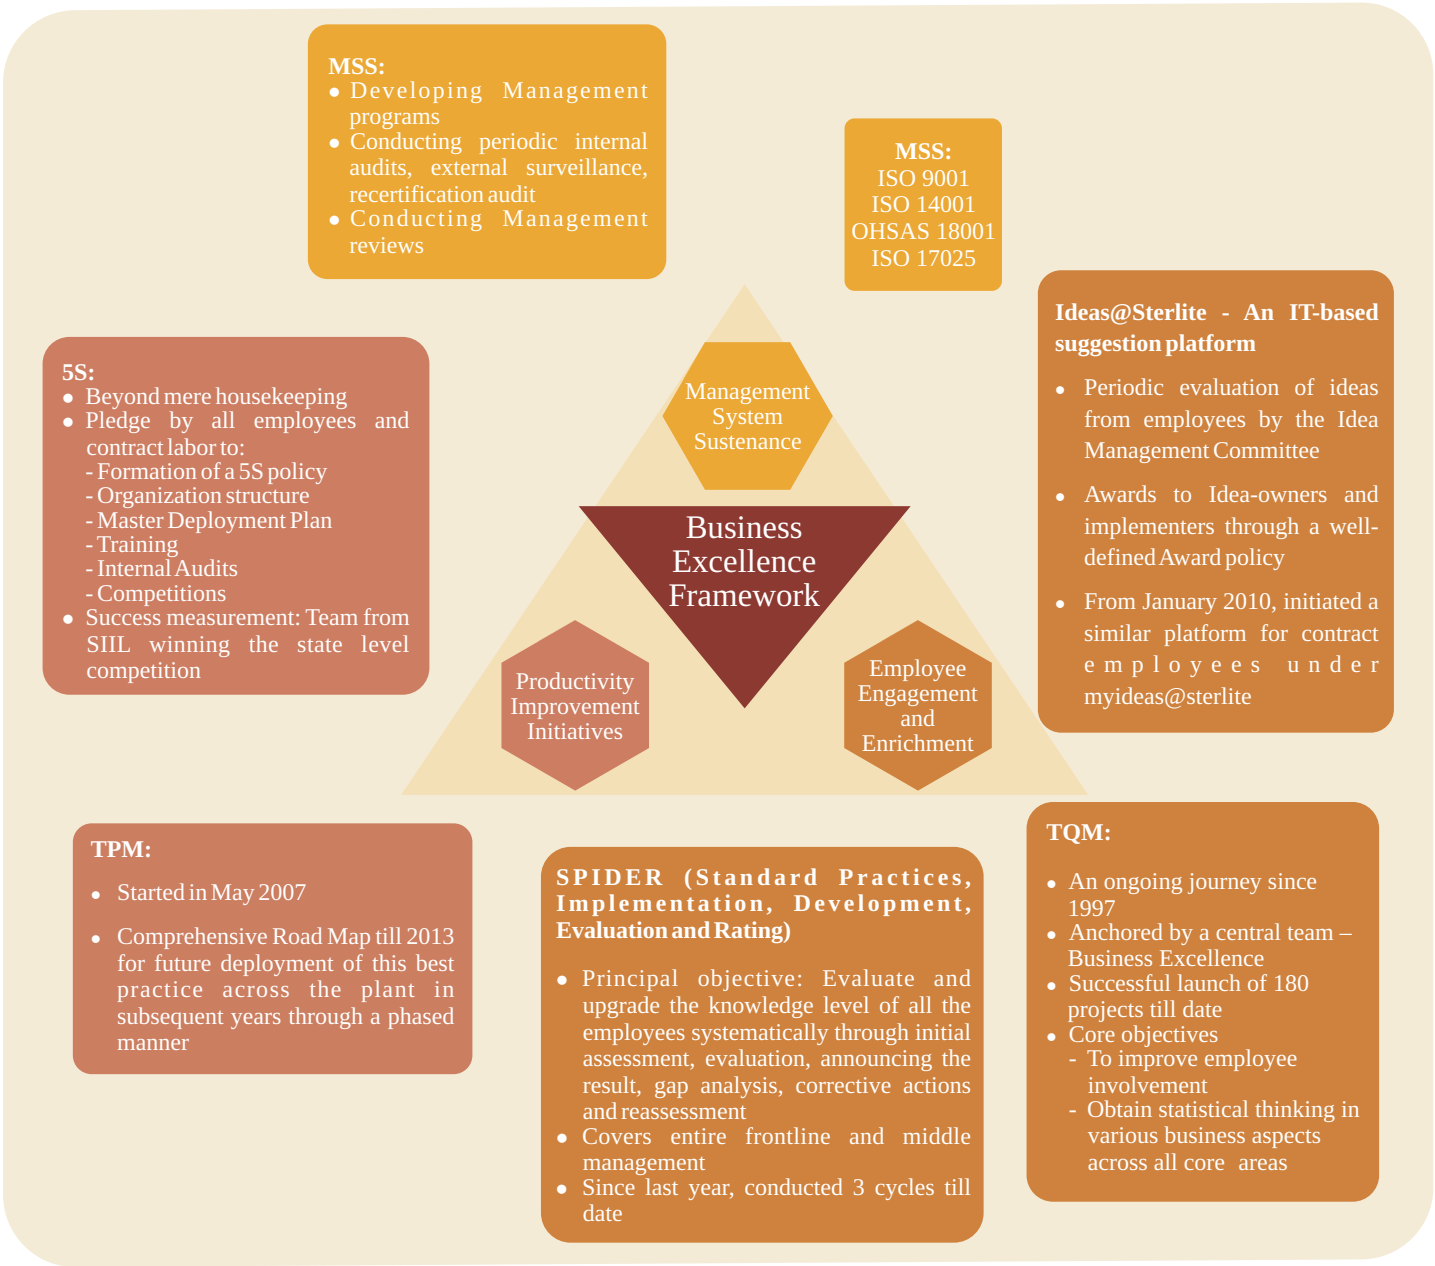 MSS:
● Developing Management
programs
● Conducting periodic internal
audits, external surveillance,
recertification audit
● Conducting Management
reviews
MSS:
ISO 9001
ISO 14001
OHSAS 18001
ISO 17025
Ideas@Sterlite - An IT-based
suggestion platform
● Periodic evaluation of ideas
from employees by the Idea
Management Committee
● Awards to Idea-owners and
implementers through a well-
defined Award policy
● From January 2010, initiated a
similar platform for contract
employees under
myideas@sterlite
5S:
● Beyond mere housekeeping
● Pledge by all employees and
contract labor to:
- Formation of a 5S policy
- Organization structure
- Master Deployment Plan
- Training
- Internal Audits
- Competitions
● Success measurement: Team from
SIIL winning the state level
competition
Management
System
Sustenance
Business
Excellence
Framework
Productivity
Improvement
Initiatives
Employee
Engagement
and
Enrichment
TPM:
● Started in May 2007
● Comprehensive Road Map till 2013
for future deployment of this best
practice across the plant in
subsequent years through a phased
manner
SPIDER (Standard Practices,
Implementation, Development,
Evaluation and Rating)
● Principal objective: Evaluate and
upgrade the knowledge level of all the
employees systematically through initial
assessment, evaluation, announcing the
result, gap analysis, corrective actions
and reassessment
● Covers entire frontline and middle
management
● Since last year, conducted 3 cycles till
date
TQM:
● An ongoing journey since
1997
● Anchored by a central team –
Business Excellence
● Successful launch of 180
projects till date
● Core objectives
- To improve employee
involvement
- Obtain statistical thinking in
various business aspects
across all core areas